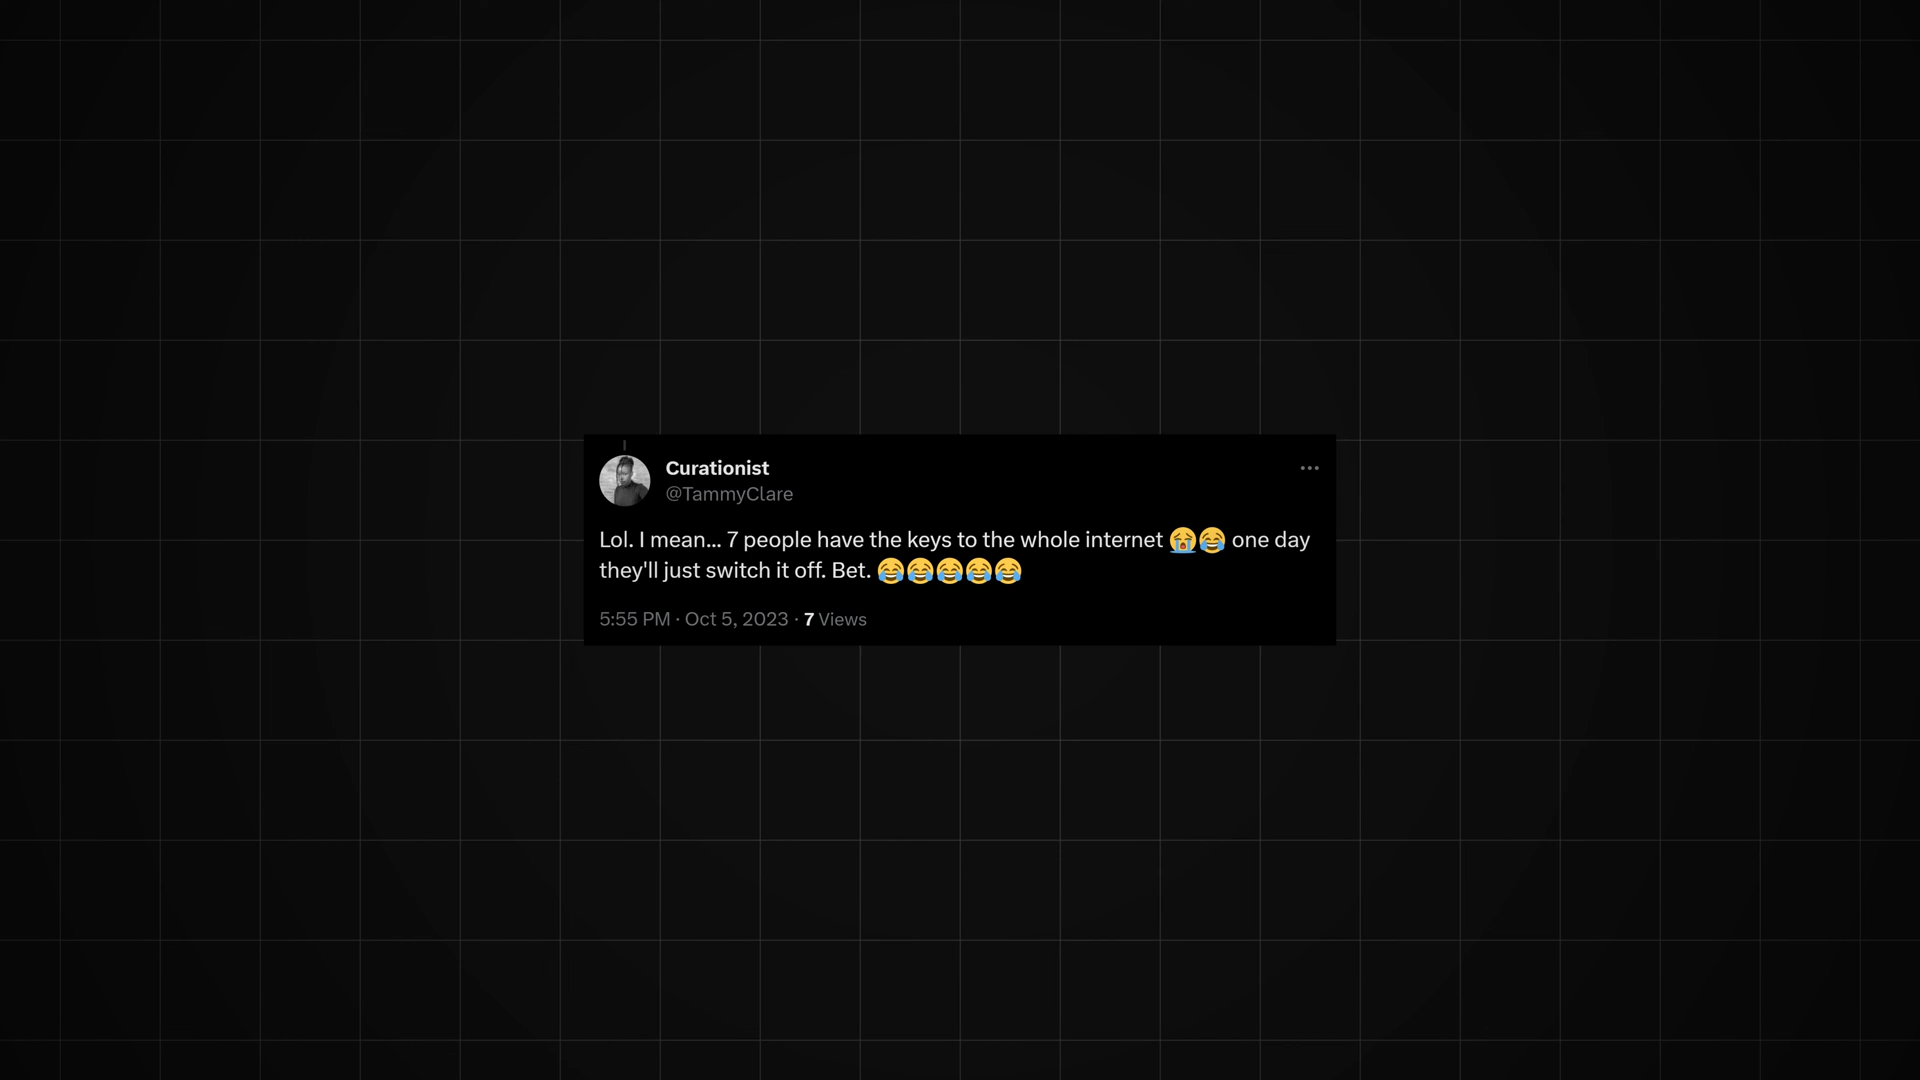 Curationist
@TammyClare
Lol. I mean... 7 people have the keys to the whole internet 😭😂 one day
they'll just switch it off. Bet. 😂😂😂😂😂
5:55 PM · Oct 5, 2023 · 7 Views